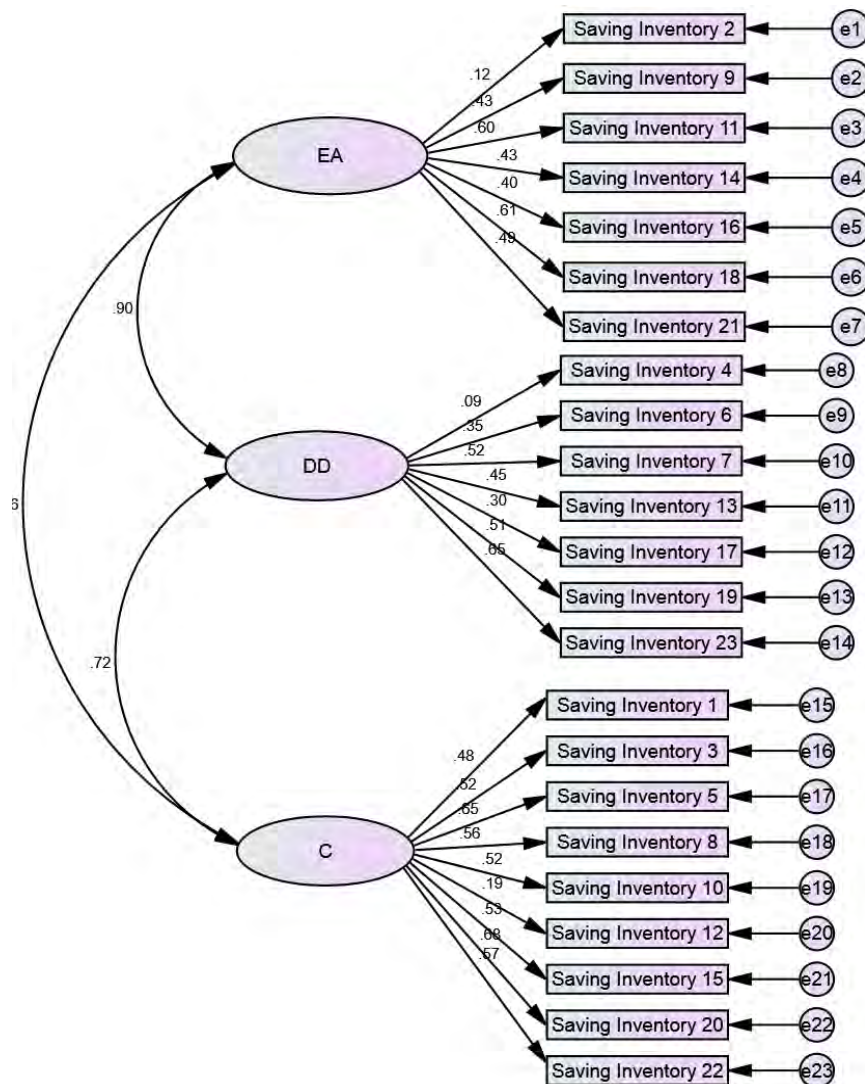 Saving Inventory 2
e1
.12
Saving Inventory 9
e2
.43
Saving Inventory 11
e3
.60
EA
Saving Inventory 14
e4
.43
.40
Saving Inventory 16
e5
.61
.49
Saving Inventory 18
e6
.90
Saving Inventory 21
e7
Saving Inventory 4
e8
.09
Saving Inventory 6
e9
.35
.52
DD
Saving Inventory 7
e10
.45
.30
Saving Inventory 13
e11
.51
.65
Saving Inventory 17
e12
6
Saving Inventory 19
e13
Saving Inventory 23
e14
.72
Saving Inventory 1
e15
.48
Saving Inventory 3
e16
.52
Saving Inventory 5
e17
.56
C
Saving Inventory 8
e18
.52
Saving Inventory 10
e19
.19
.53
Saving Inventory 12
e20
.68
.57
Saving Inventory 15
e21
Saving Inventory 20
e22
Saving Inventory 22
e23